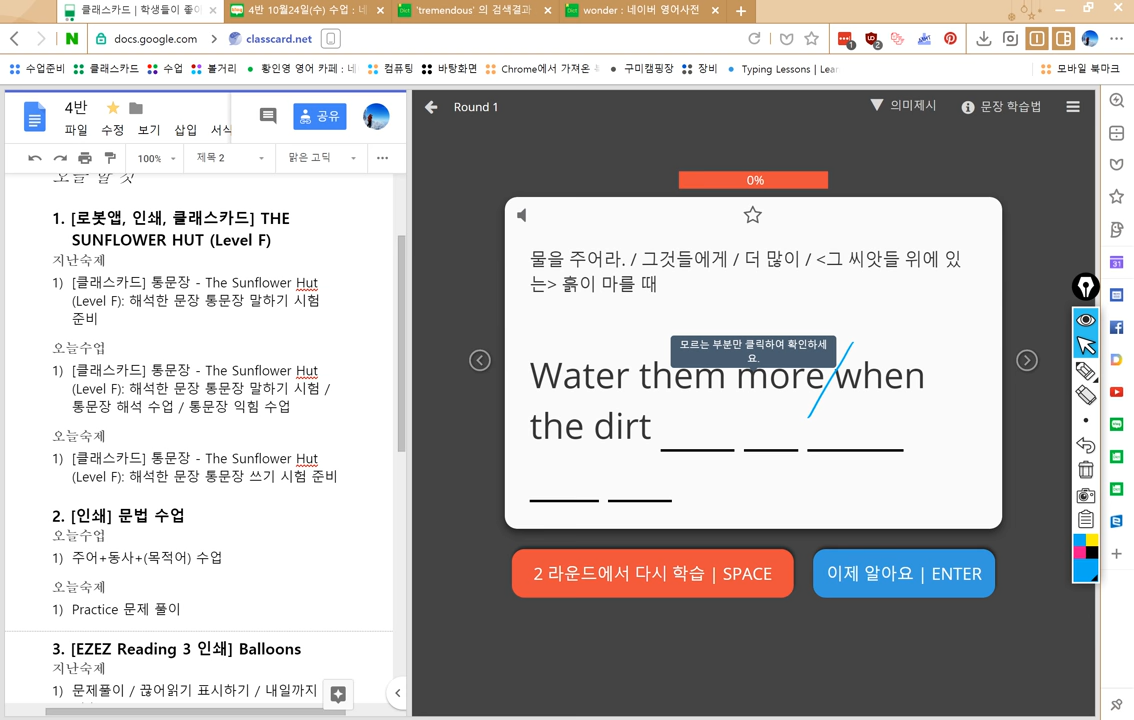 클래스카드 | 학생들이 좋아
4반 10월24일(수) 수업 : 네
'tremendous' 의 검색결과
wonder : 네이버 영어사전
docs.google.com
classcard.net
수업준비
클래스카드
수업
볼거리
황인영 영어 카페 : 네
컴퓨팅
바탕화면
Chrome에서 가져온
구미캠핑장
장비
Typing Lessons | Lear
모바일 북마크
4반
파일 수정 보기 삽입 서식
공유
100%
제목 2
맑은 고딕
오늘 할 것
1. [로봇앱, 인쇄, 클래스카드] THE
SUNFLOWER HUT (Level F)
지난숙제
1) [클래스카드] 통문장 - The Sunflower Hut
(Level F): 해석한 문장 통문장 말하기 시험
준비
오늘수업
1) [클래스카드] 통문장 - The Sunflower Hut
(Level F): 해석한 문장 통문장 말하기 시험 /
통문장 해석 수업 / 통문장 익힘 수업
오늘숙제
1) [클래스카드] 통문장 - The Sunflower Hut
(Level F): 해석한 문장 통문장 쓰기 시험 준비
2. [인쇄] 문법 수업
오늘수업
1) 주어+동사+(목적어) 수업
오늘숙제
1) Practice 문제 풀이
3. [EZEZ Reading 3 인쇄] Balloons
지난숙제
1) 문제풀이 / 끊어읽기 표시하기 / 내일까지
Round 1
의미제시
문장 학습법
0%
물을 주어라. / 그것들에게 / 더 많이 / <그 씨앗들 위에 있
는> 흙이 마를 때
모르는 부분만 클릭하여 확인하세
요.
Water them more when
the dirt
2 라운드에서 다시 학습 | SPACE
이제 알아요 | ENTER
31